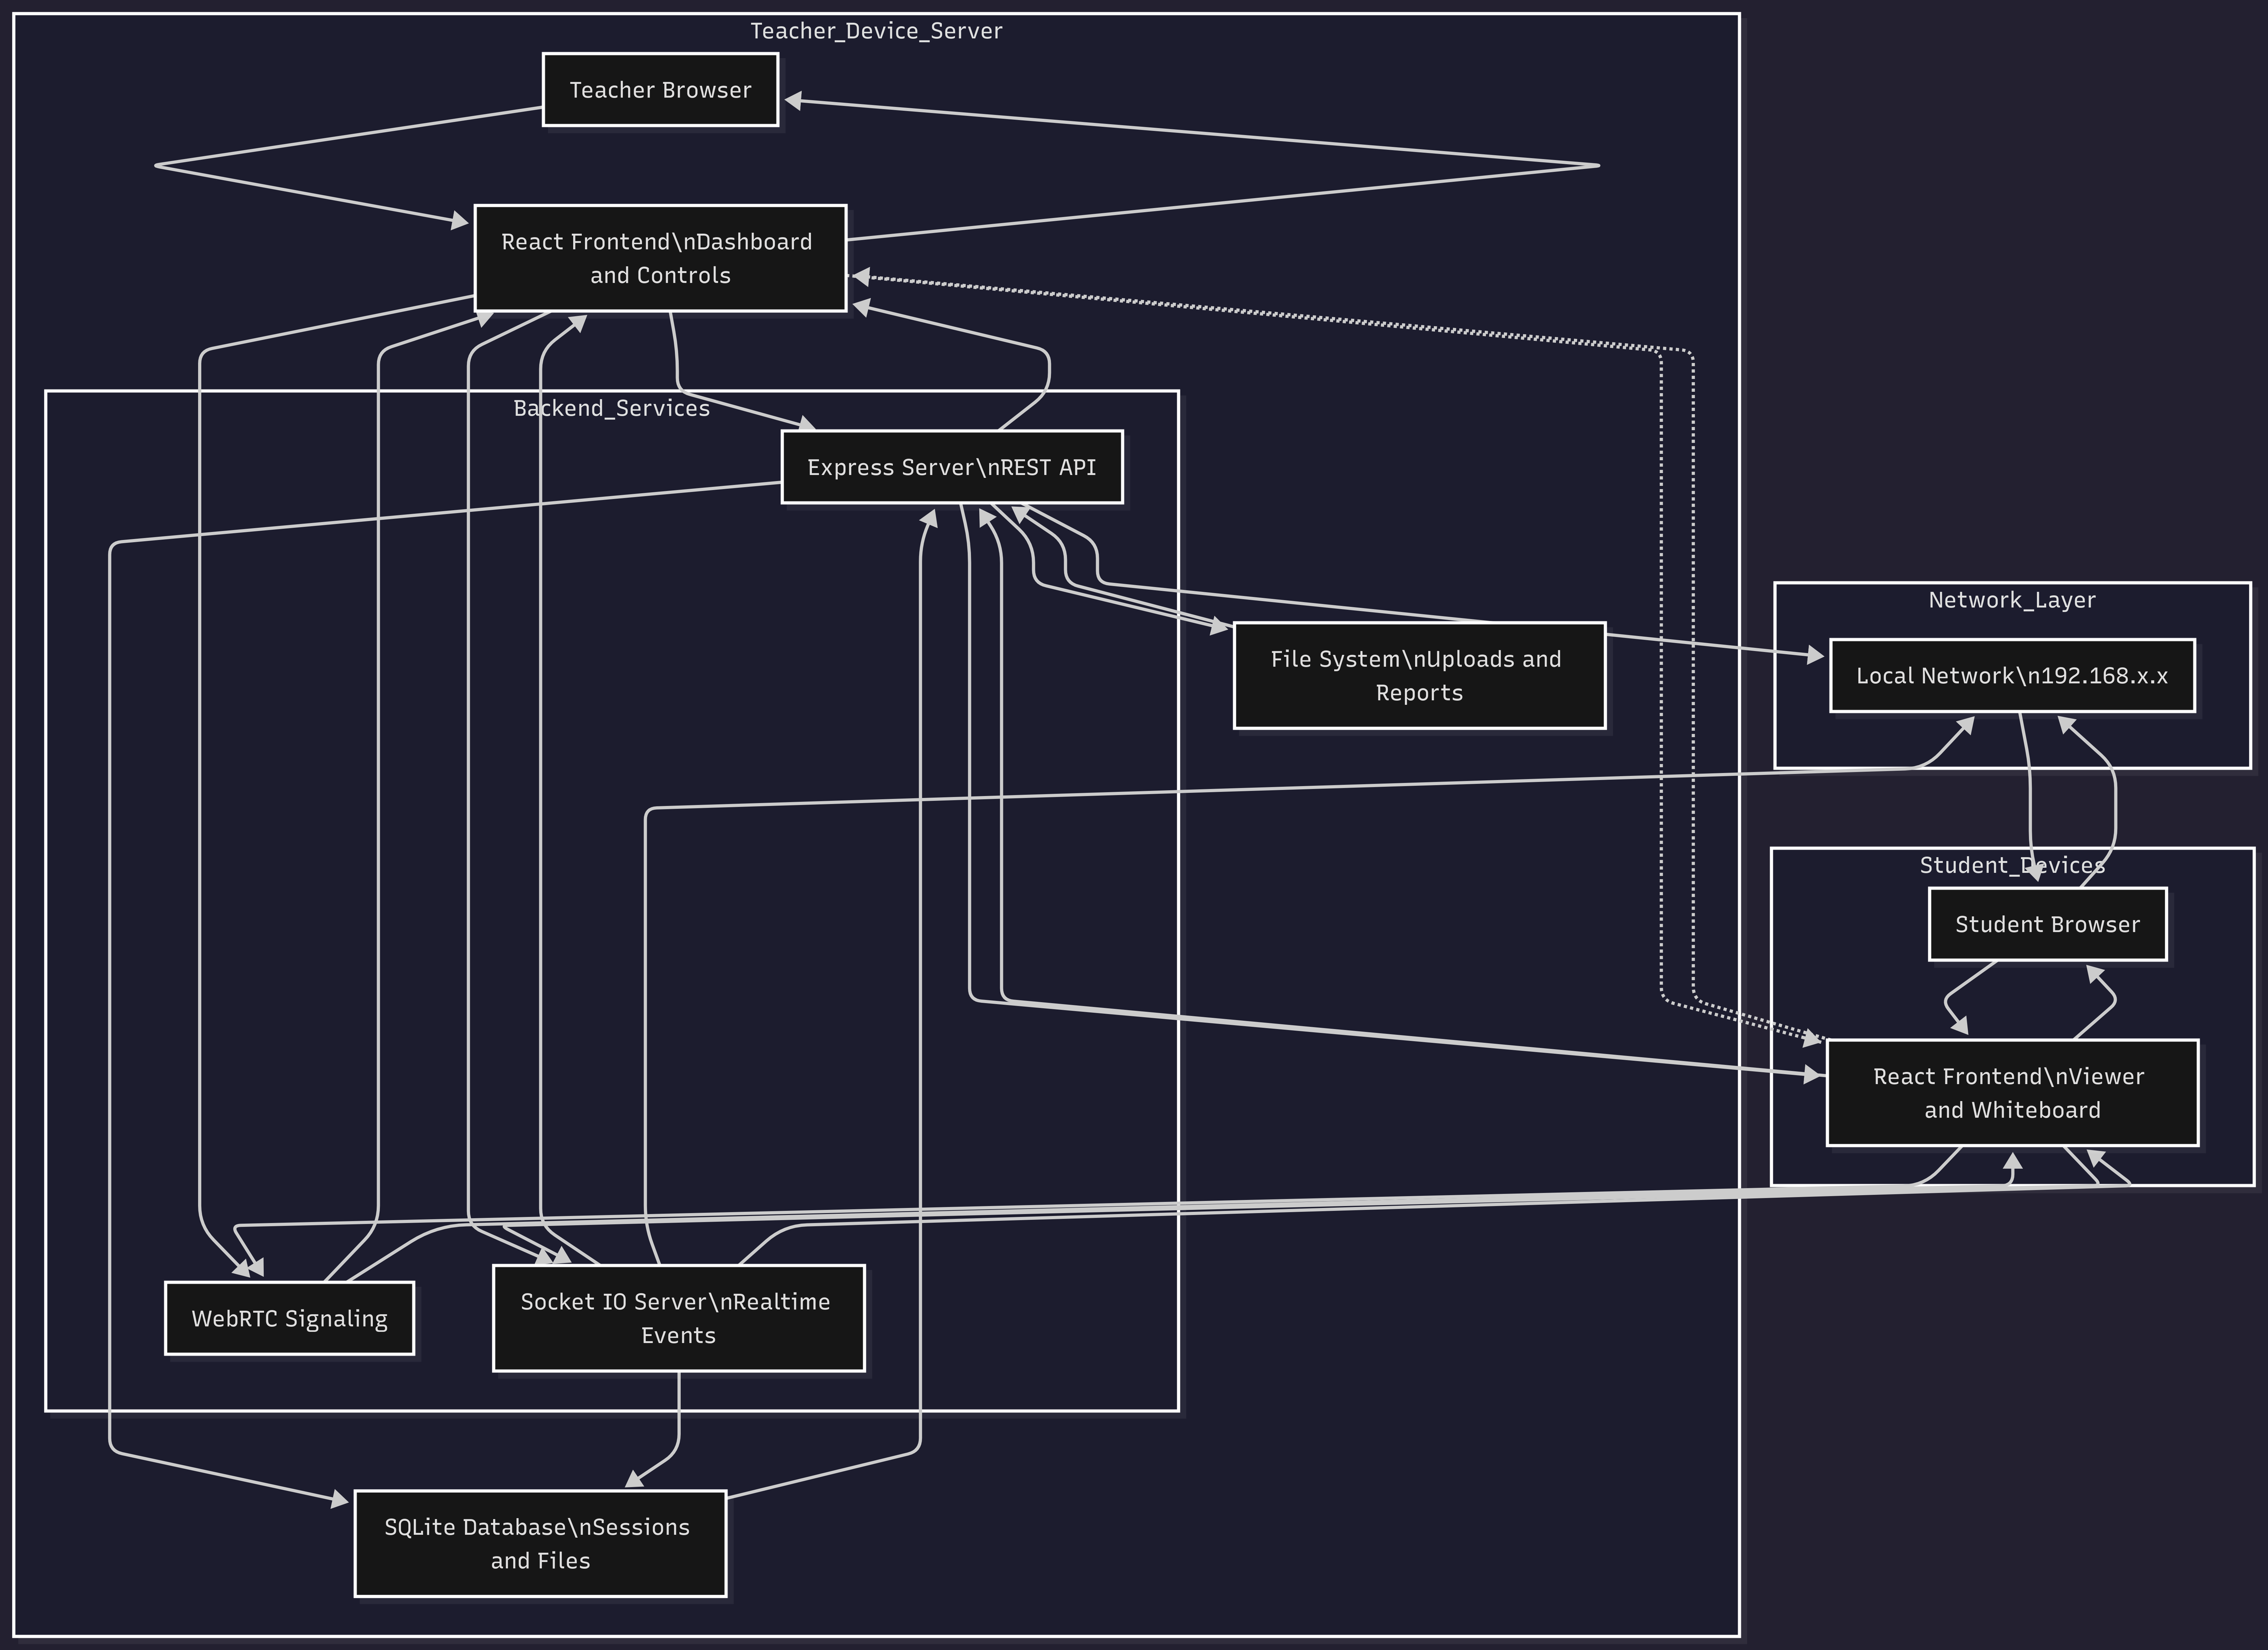 Teacher_Device_Server
Teacher Browser
React Frontend\nDashboard
and Controls
Backend_Services
Express Server\nREST API
Network_Layer
File System\nUploads and
Reports
Local Network\n192.168.x.x
Student_Devices
Student Browser
React Frontend\nViewer
and Whiteboard
WebRTC Signaling
Socket IO Server\nRealtime
Events
SQLite Database\nSessions
and Files